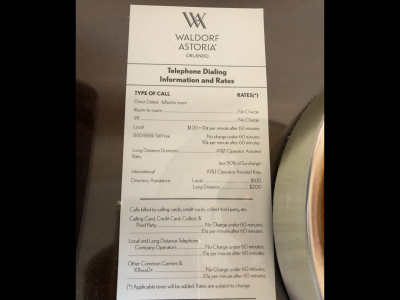 WALDORF
ASTORIA®
ORLANDO
Telephone Dialing
Information and Rates
TYPE OF CALL RATES(*)
Direct Dialed - billed to room
Room-to-room No Charge
911 No Charge
Local $1.00 + 10¢ per minute after 60 minutes
800/888/Toll Free No charge under 60 minutes
10¢ per minute after 60 minutes
Long Distance Domestic AT&T Operator Assisted
Rate,
less 50% of Surcharge
International AT&T Operator Assisted Rate
Directory Assistance Local $1.00
Long Distance $2.00
Calls billed to calling cards, credit cards, collect third party, etc.
Calling Card, Credit Card, Collect, &
Third Party No Charge under 60 minutes
10¢ per minute after 60 minutes
Local and Long Distance Telephone
Company Operators No Charge under 60 minutes
10¢ per minute after 60 minutes
Other Common Carriers &
No Charge under 60 minutes
10¢ per minute after 60 minutes
(*) Applicable taxes will be added. Rates are subject to change.